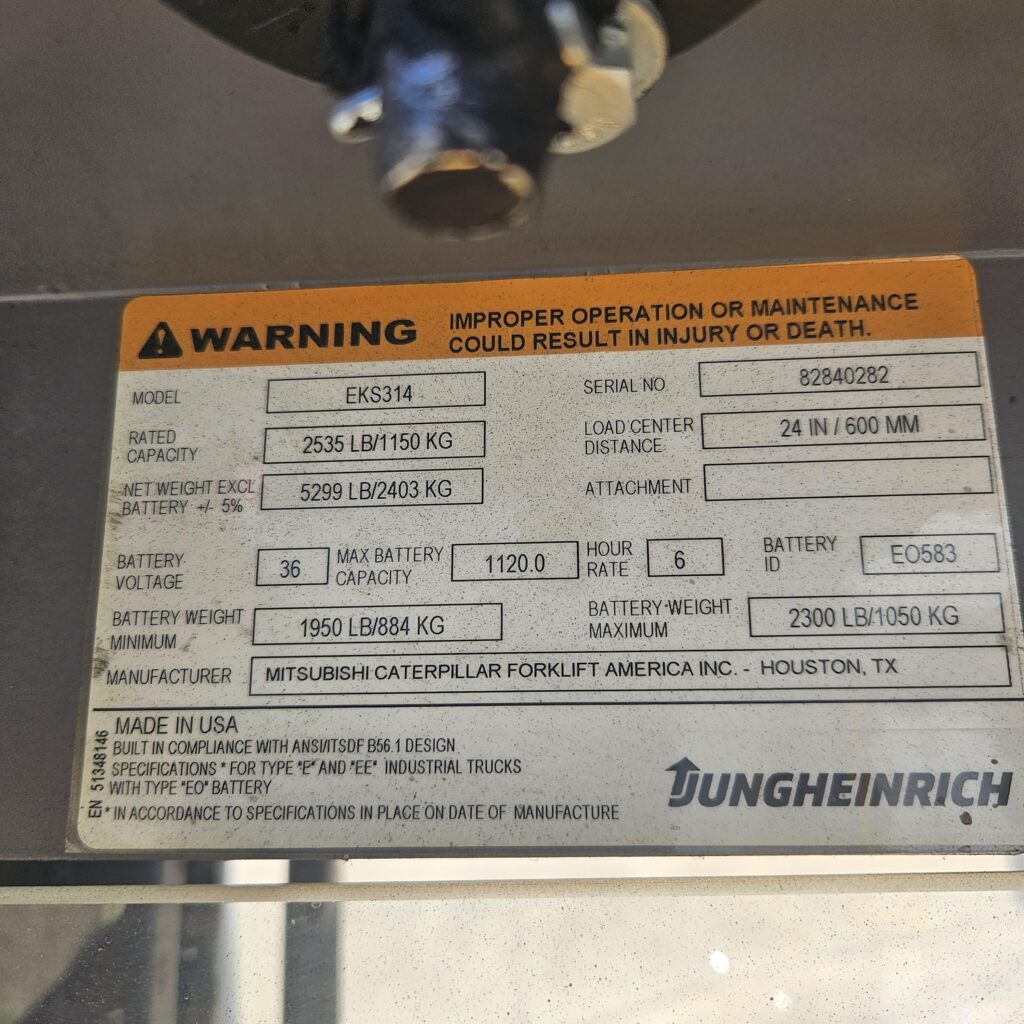 WARNING
IMPROPER OPERATION OR MAINTENANCE
COULD RESULT IN INJURY OR DEATH.
MODEL EKS314
SERIAL NO. 82840282
RATED CAPACITY 2535 LB/1150 KG
LOAD CENTER DISTANCE 24 IN / 600 MM
NET WEIGHT EXCL BATTERY +/- 5% 5299 LB/2403 KG
ATTACHMENT
BATTERY VOLTAGE 36 MAX BATTERY CAPACITY 1120.0 HOUR RATE 6 BATTERY ID EO583
BATTERY WEIGHT MINIMUM 1950 LB/884 KG
BATTERY WEIGHT MAXIMUM 2300 LB/1050 KG
MANUFACTURER MITSUBISHI CATERPILLAR FORKLIFT AMERICA INC. - HOUSTON, TX
MADE IN USA
BUILT IN COMPLIANCE WITH ANSI/ITSDF B56.1 DESIGN
SPECIFICATIONS * FOR TYPE "E" AND "EE" INDUSTRIAL TRUCKS
WITH TYPE "EO" BATTERY
* IN ACCORDANCE TO SPECIFICATIONS IN PLACE ON DATE OF MANUFACTURE
EN 51348146
JUNGHEINRICH